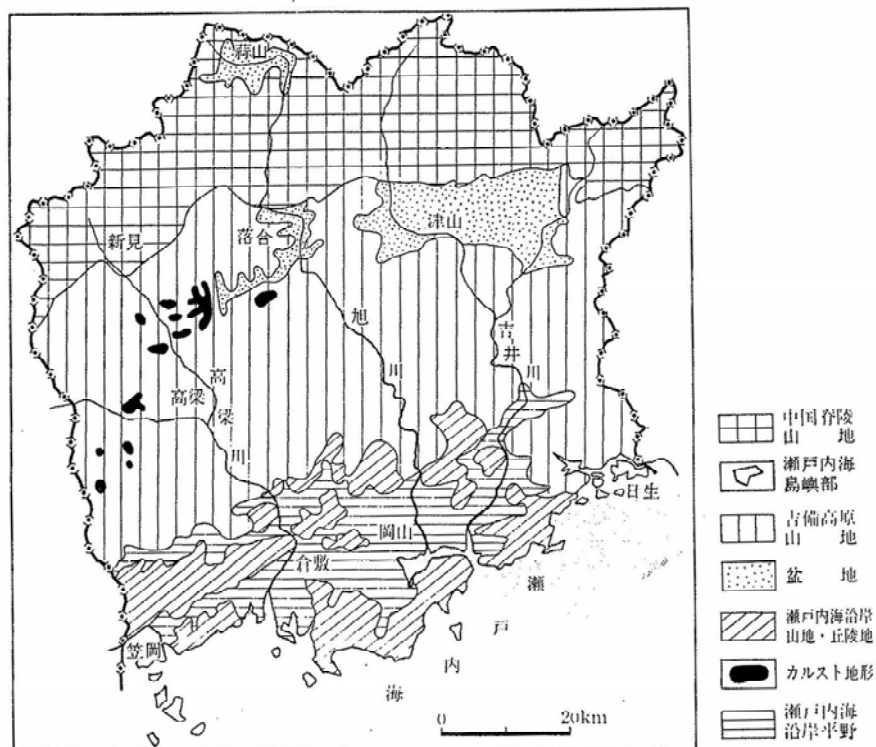 蒜山
津山
落合
新見
旭
川
吉
井
川
高梁
高
梁
川
日生
岡山
倉敷
瀬
戸
内
海
笠岡
0 20km
中国脊陵
山 地
瀬戸内海
島嶼部
吉備高原
山 地
盆 地
瀬戸内海沿岸
山地・丘陵地
カルスト地形
瀬戸内海
沿岸平野